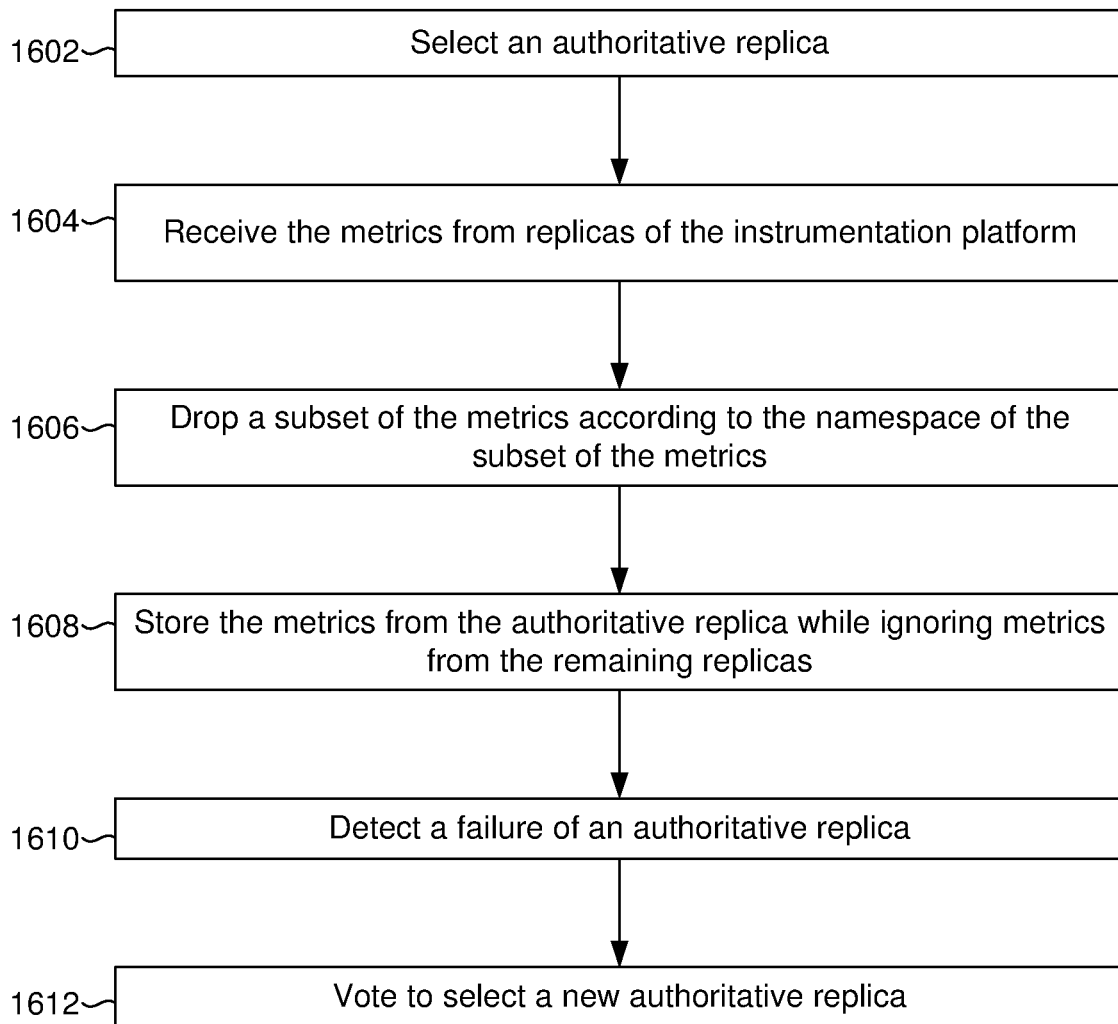 1602 Select an authoritative replica
1604 Receive the metrics from replicas of the instrumentation platform
1606 Drop a subset of the metrics according to the namespace of the
subset of the metrics
1608 Store the metrics from the authoritative replica while ignoring metrics
from the remaining replicas
1610 Detect a failure of an authoritative replica
1612 Vote to select a new authoritative replica